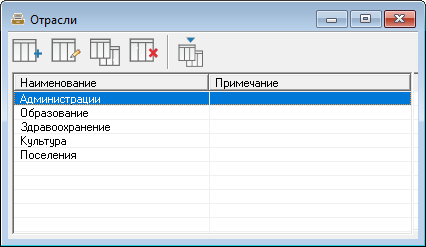 Отрасли
Наименование Примечание
Администрации
Образование
Здравоохранение
Культура
Поселения